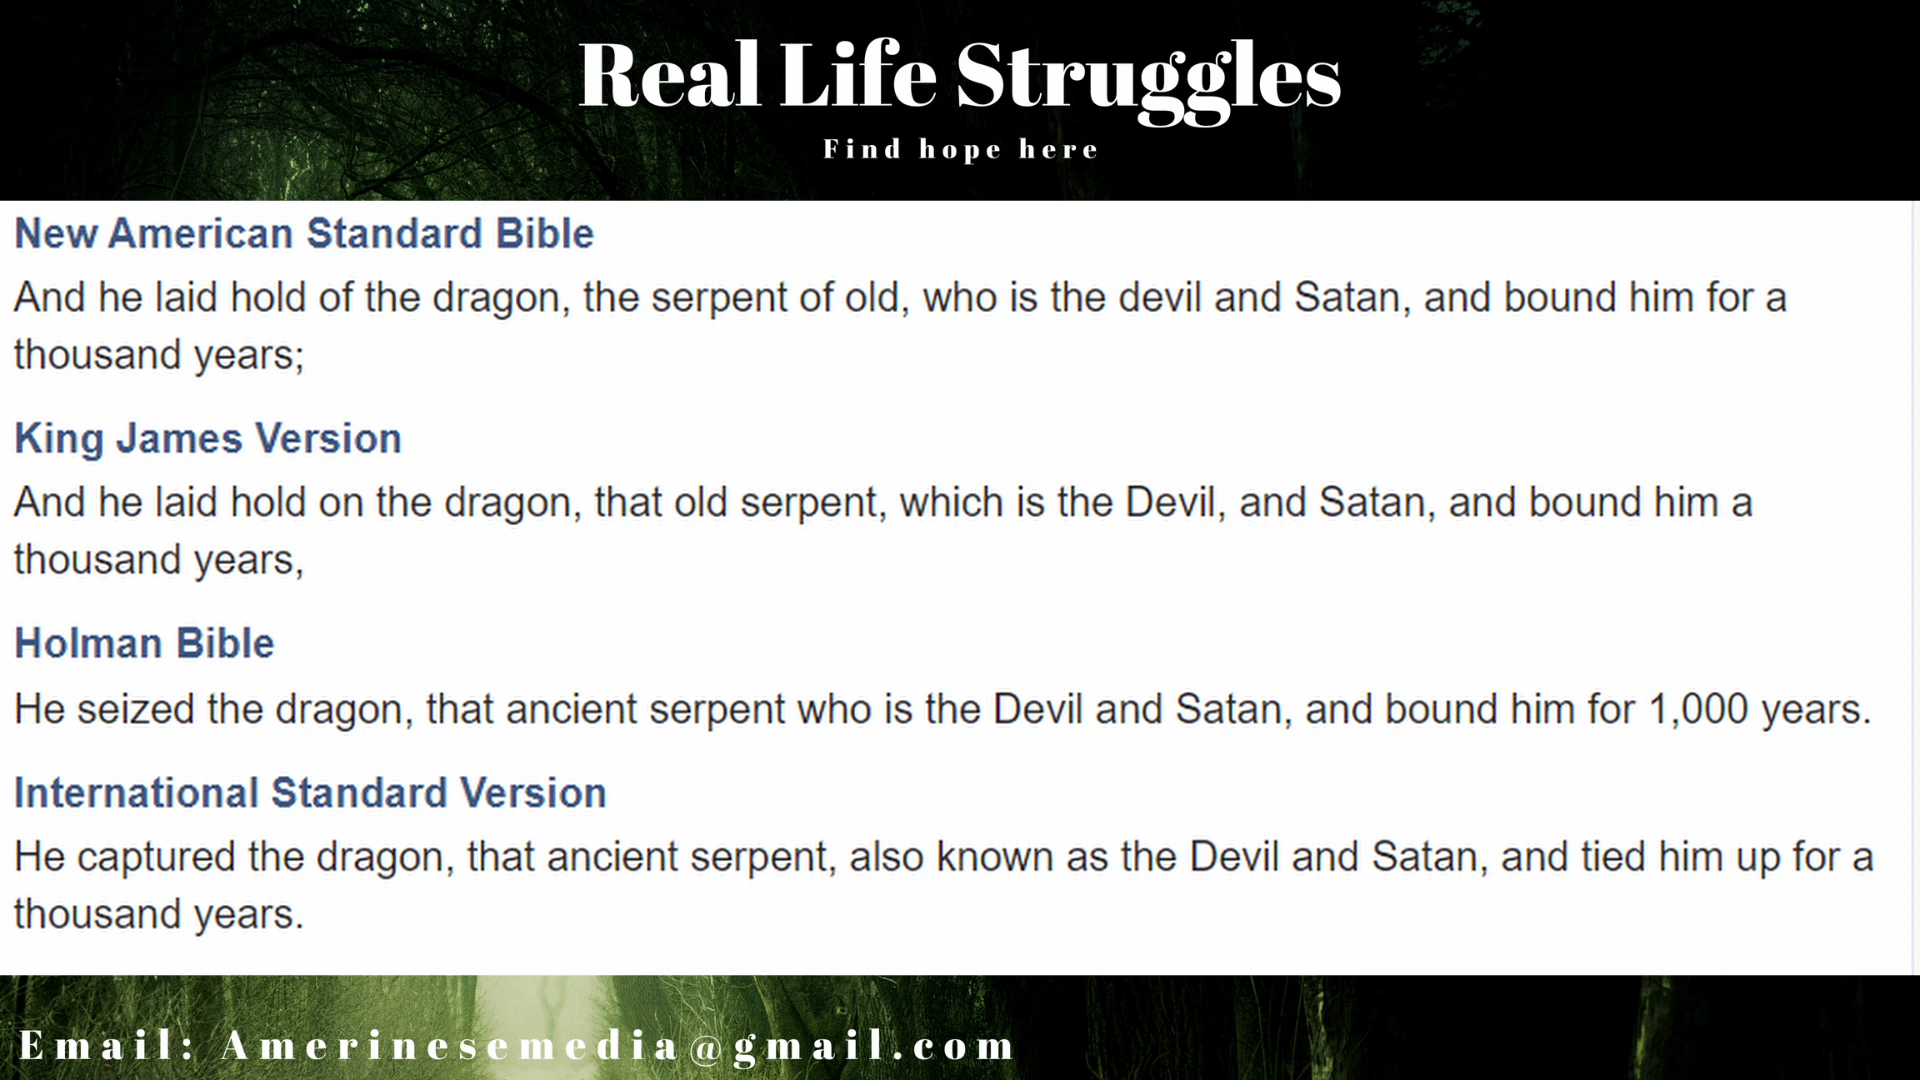 Real Life Struggles
Find hope here
New American Standard Bible
And he laid hold of the dragon, the serpent of old, who is the devil and Satan, and bound him for a
thousand years;
King James Version
And he laid hold on the dragon, that old serpent, which is the Devil, and Satan, and bound him a
thousand years,
Holman Bible
He seized the dragon, that ancient serpent who is the Devil and Satan, and bound him for 1,000 years.
International Standard Version
He captured the dragon, that ancient serpent, also known as the Devil and Satan, and tied him up for a
thousand years.
Email: Amerinesemedia@gmail.com